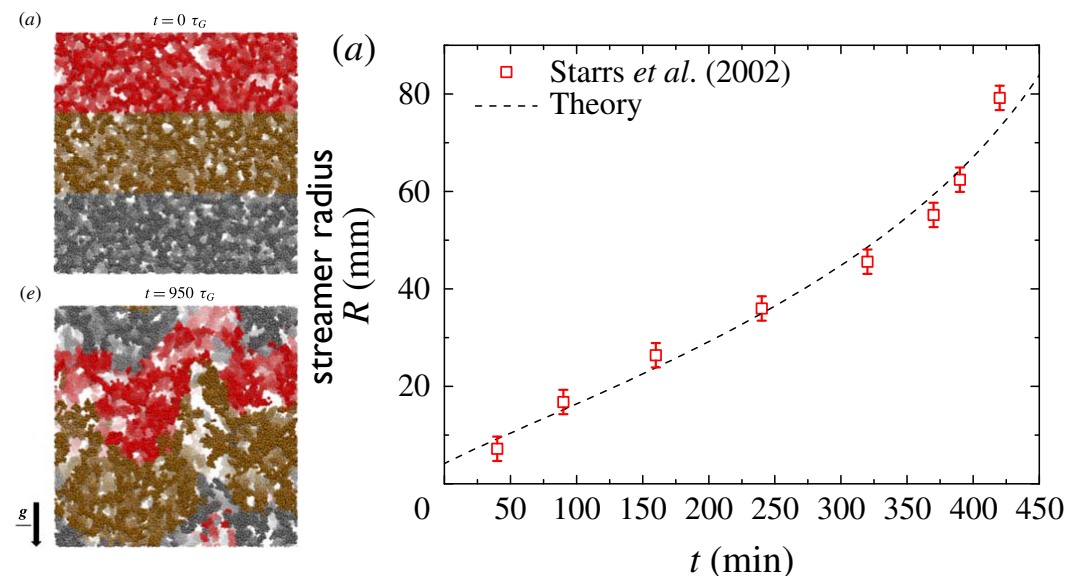 (a)
t = 0 τG
(e)
t = 950 τG
g
(a)
Starrs et al. (2002)
Theory
streamer radius
R (mm)
80
60
40
20
0
50 100 150 200 250 300 350 400 450
t (min)